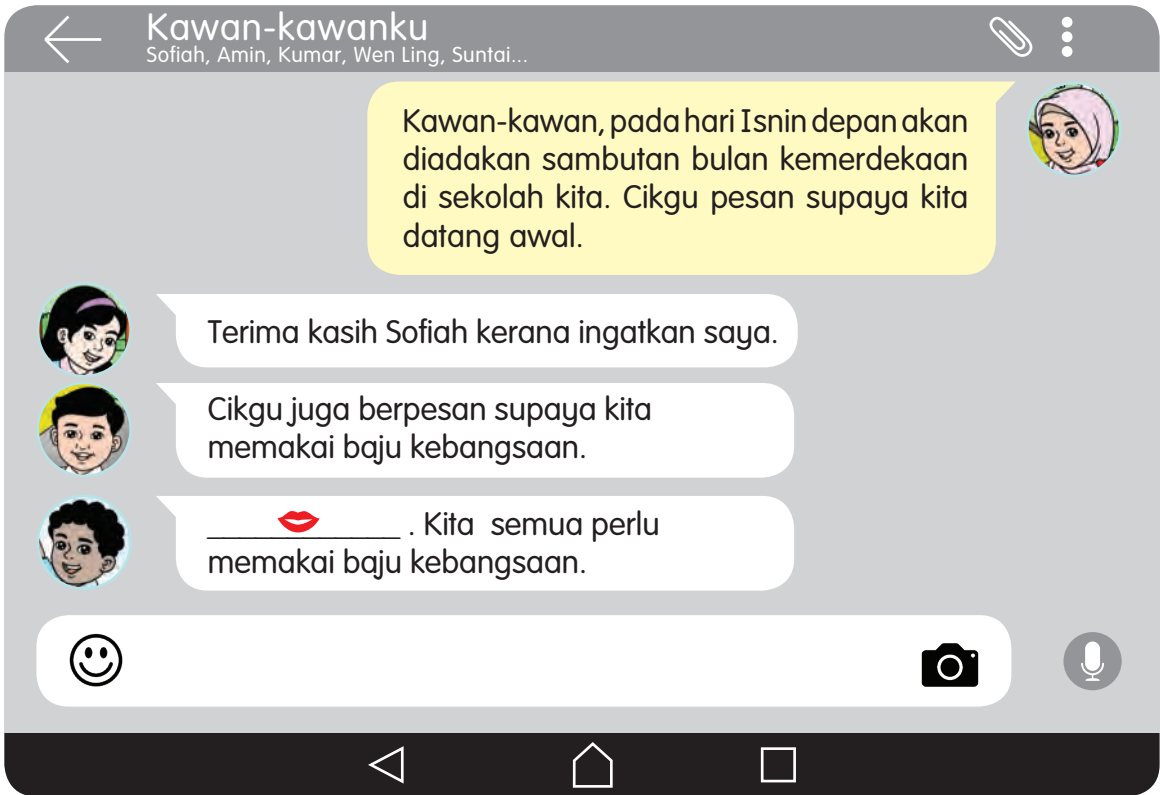 Kawan-kawanku
Sofiah, Amin, Kumar, Wen Ling, Suntai...
Kawan-kawan, pada hari Isnin depan akan
diadakan sambutan bulan kemerdekaan
di sekolah kita. Cikgu pesan supaya kita
datang awal.
Terima kasih Sofiah kerana ingatkan saya.
Cikgu juga berpesan supaya kita
memakai baju kebangsaan.
____________ . Kita semua perlu
memakai baju kebangsaan.